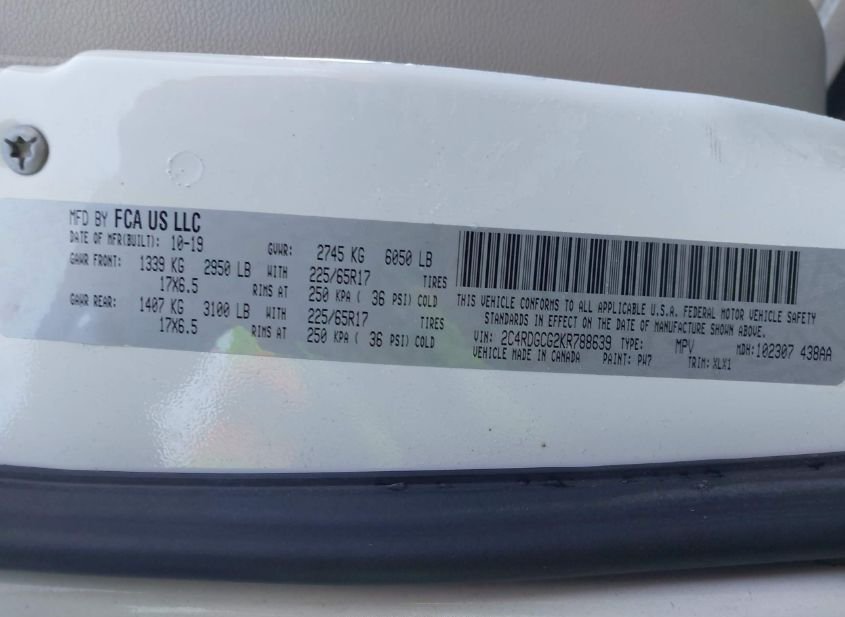 MFD BY FCA US LLC
DATE OF MFR(BUILT): 10-19 GVWR: 2745 KG 6050 LB
GAWR FRONT: 1339 KG 2950 LB WITH 225/65R17 TIRES
17X6.5 RIMS AT 250 KPA ( 36 PSI) COLD
GAWR REAR: 1407 KG 3100 LB WITH 225/65R17 TIRES
17X6.5 RIMS AT 250 KPA ( 36 PSI) COLD
THIS VEHICLE CONFORMS TO ALL APPLICABLE U.S.A. FEDERAL MOTOR VEHICLE SAFETY
STANDARDS IN EFFECT ON THE DATE OF MANUFACTURE SHOWN ABOVE.
VIN: 2C4RDGCG2KR788639 TYPE: MPV MDH:102307 438AA
VEHICLE MADE IN CANADA PAINT: PW7 TRIM: XLX1